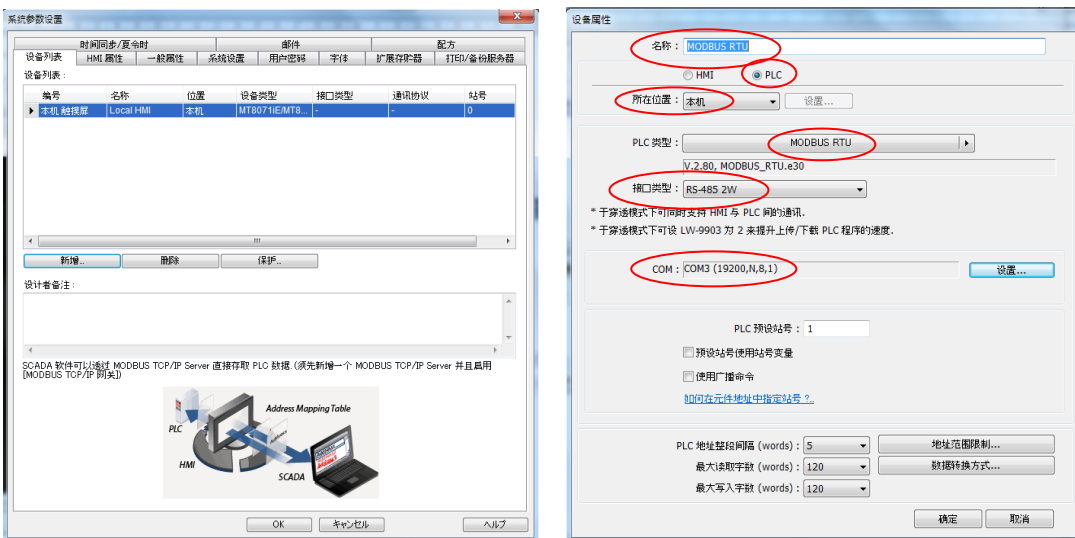 系统参数设置
时间同步/夏令时 邮件 配方
设备列表 HMI 属性 一般属性 系统设置 用户密码 字体 扩展存贮器 打印/备份服务器
设备列表 :
编号 名称 位置 设备类型 接口类型 通讯协议 站号
本机 触摸屏 Local HMI 本机 MT8071iE/MT8... - - 0
新增... 删除 保护...
设计者备注 :
SCADA 软件可以透过 MODBUS TCP/IP Server 直接存取 PLC 数据. (须先新增一个 MODBUS TCP/IP Server 并且启用
[MODBUS TCP/IP 网关])
Address Mapping Table
PLC
Addresses
HMI
SCADA
OK キャンセル ヘルプ
设备属性
名称 : MODBUS RTU
HMI PLC
所在位置 : 本机 设置...
PLC 类型 : MODBUS RTU
V.2.80, MODBUS_RTU.e30
接口类型 : RS-485 2W
* 于穿透模式下可同时支持 HMI 与 PLC 间的通讯.
* 于穿透模式下可设 LW-9903 为 2 来提升上传/下载 PLC 程序的速度.
COM : COM3 (19200,N,8,1) 设置...
PLC 预设站号 : 1
预设站号使用站号变量
使用广播命令
如何在元件地址中指定站号 ?...
PLC 地址整段间隔 (words) : 5 地址范围限制...
最大读取字数 (words) : 120 数据转换方式...
最大写入字数 (words) : 120
确定 取消